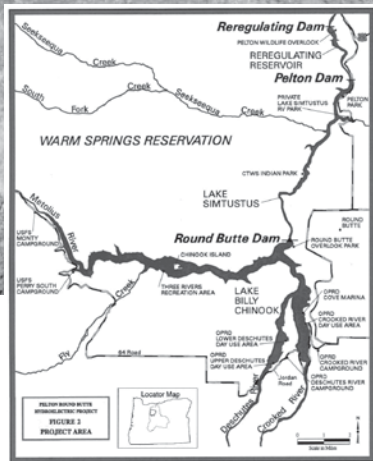 Reregulating Dam
PELTON WILDLIFE OVERLOOK
REREGULATING
RESERVOIR
Pelton Dam
PRIVATE
LAKE SIMTUSTUS
RV PARK
PELTON
PARK
Seekseequa
Creek
South
Fork
Creek
Seekseequa
Creek
WARM SPRINGS RESERVATION
CTWS INDIAN PARK
LAKE
SIMTUSTUS
Metolius
River
USFS
MONTY
CAMPGROUND
USFS
PERRY SOUTH
CAMPGROUND
ROUND
BUTTE
Round Butte Dam
ROUND BUTTE
OVERLOOK PARK
CHINOOK ISLAND
THREE RIVERS
RECREATION AREA
LAKE
BILLY
CHINOOK
OPRD
COVE MARINA
OPRD
CROOKED RIVER
DAY USE AREA
OPRD
LOWER DESCHUTES
DAY USE AREA
OPRD
UPPER DESCHUTES
DAY USE AREA
OPRD
CROOKED RIVER
CAMPGROUND
OPRD
DESCHUTES RIVER
CAMPGROUND
Fly
Creek
64 Road
Jordan
Road
Deschutes River
Crooked River
PELTON ROUND BUTTE
HYDROELECTRIC PROJECT
FIGURE 2
PROJECT AREA
Locator Map